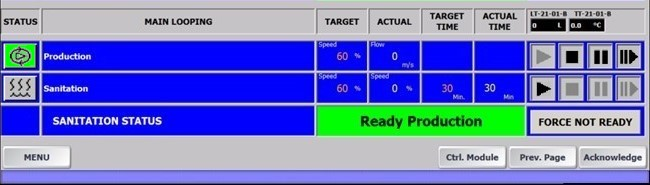 STATUS MAIN LOOPING TARGET ACTUAL TARGET TIME ACTUAL TIME LT-21-01-B TT-21-01-B
0 L 0.0 °C
Production Speed 60 % Flow 0 m/s
Sanitation Speed 60 % Speed 0 % 30 Min. 30 Min
SANITATION STATUS Ready Production FORCE NOT READY
MENU Ctrl. Module Prev. Page Acknowledge